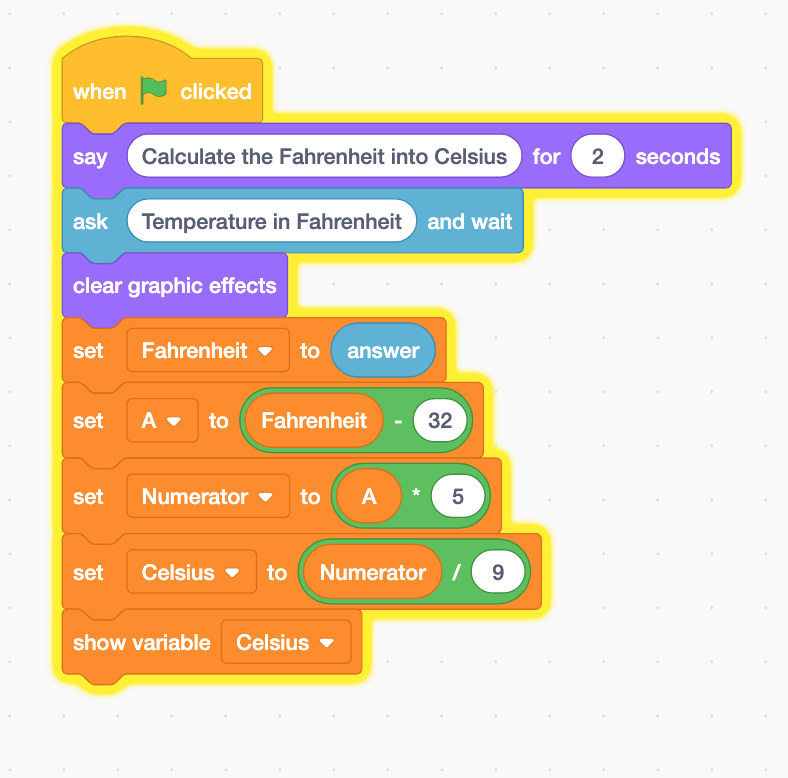 when clicked
say Calculate the Fahrenheit into Celsius for 2 seconds
ask Temperature in Fahrenheit and wait
clear graphic effects
set Fahrenheit to answer
set A to Fahrenheit - 32
set Numerator to A * 5
set Celsius to Numerator / 9
show variable Celsius